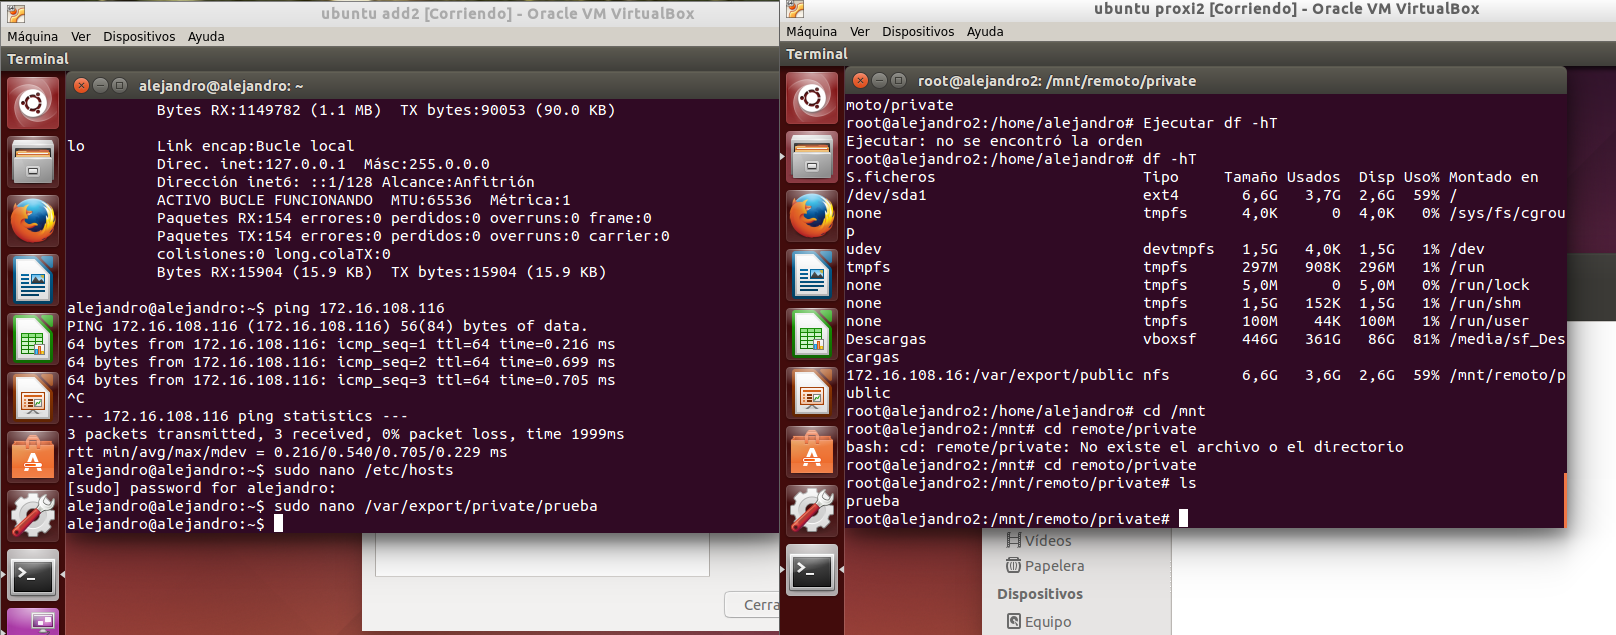 ubuntu add2 [Corriendo] - Oracle VM VirtualBox
Máquina Ver Dispositivos Ayuda
Terminal
alejandro@alejandro: ~
Bytes RX:1149782 (1.1 MB)  TX bytes:90053 (90.0 KB)
lo        Link encap:Bucle local
Direc. inet:127.0.0.1  Másc:255.0.0.0
Dirección inet6: ::1/128 Alcance:Anfitrión
ACTIVO BUCLE FUNCIONANDO  MTU:65536  Métrica:1
Paquetes RX:154 errores:0 perdidos:0 overruns:0 frame:0
Paquetes TX:154 errores:0 perdidos:0 overruns:0 carrier:0
colisiones:0 long.colaTX:0
Bytes RX:15904 (15.9 KB)  TX bytes:15904 (15.9 KB)
alejandro@alejandro:~$ ping 172.16.108.116
PING 172.16.108.116 (172.16.108.116) 56(84) bytes of data.
64 bytes from 172.16.108.116: icmp_seq=1 ttl=64 time=0.216 ms
64 bytes from 172.16.108.116: icmp_seq=2 ttl=64 time=0.699 ms
64 bytes from 172.16.108.116: icmp_seq=3 ttl=64 time=0.705 ms
^C
--- 172.16.108.116 ping statistics ---
3 packets transmitted, 3 received, 0% packet loss, time 1999ms
rtt min/avg/max/mdev = 0.216/0.540/0.705/0.229 ms
alejandro@alejandro:~$ sudo nano /etc/hosts
[sudo] password for alejandro:
alejandro@alejandro:~$ sudo nano /var/export/private/prueba
alejandro@alejandro:~$
Cerra
ubuntu proxi2 [Corriendo] - Oracle VM VirtualBox
Máquina Ver Dispositivos Ayuda
Terminal
root@alejandro2: /mnt/remoto/private
moto/private
root@alejandro2:/home/alejandro# Ejecutar df -hT
Ejecutar: no se encontró la orden
root@alejandro2:/home/alejandro# df -hT
S.ficheros                       Tipo     Tamaño Usados  Disp Uso% Montado en
/dev/sda1                        ext4       6,6G   3,7G  2,6G  59% /
none                             tmpfs      4,0K      0  4,0K   0% /sys/fs/cgrou
p
udev                             devtmpfs   1,5G   4,0K  1,5G   1% /dev
tmpfs                            tmpfs      297M   908K  296M   1% /run
none                             tmpfs      5,0M      0  5,0M   0% /run/lock
none                             tmpfs      1,5G   152K  1,5G   1% /run/shm
none                             tmpfs      100M    44K  100M   1% /run/user
Descargas                        vboxsf     446G   361G   86G  81% /media/sf_Des
cargas
172.16.108.16:/var/export/public nfs        6,6G   3,6G  2,6G  59% /mnt/remoto/p
ublic
root@alejandro2:/home/alejandro# cd /mnt
root@alejandro2:/mnt# cd remote/private
bash: cd: remote/private: No existe el archivo o el directorio
root@alejandro2:/mnt# cd remoto/private
root@alejandro2:/mnt/remoto/private# ls
prueba
root@alejandro2:/mnt/remoto/private#
Vídeos
Papelera
Dispositivos
Equipo